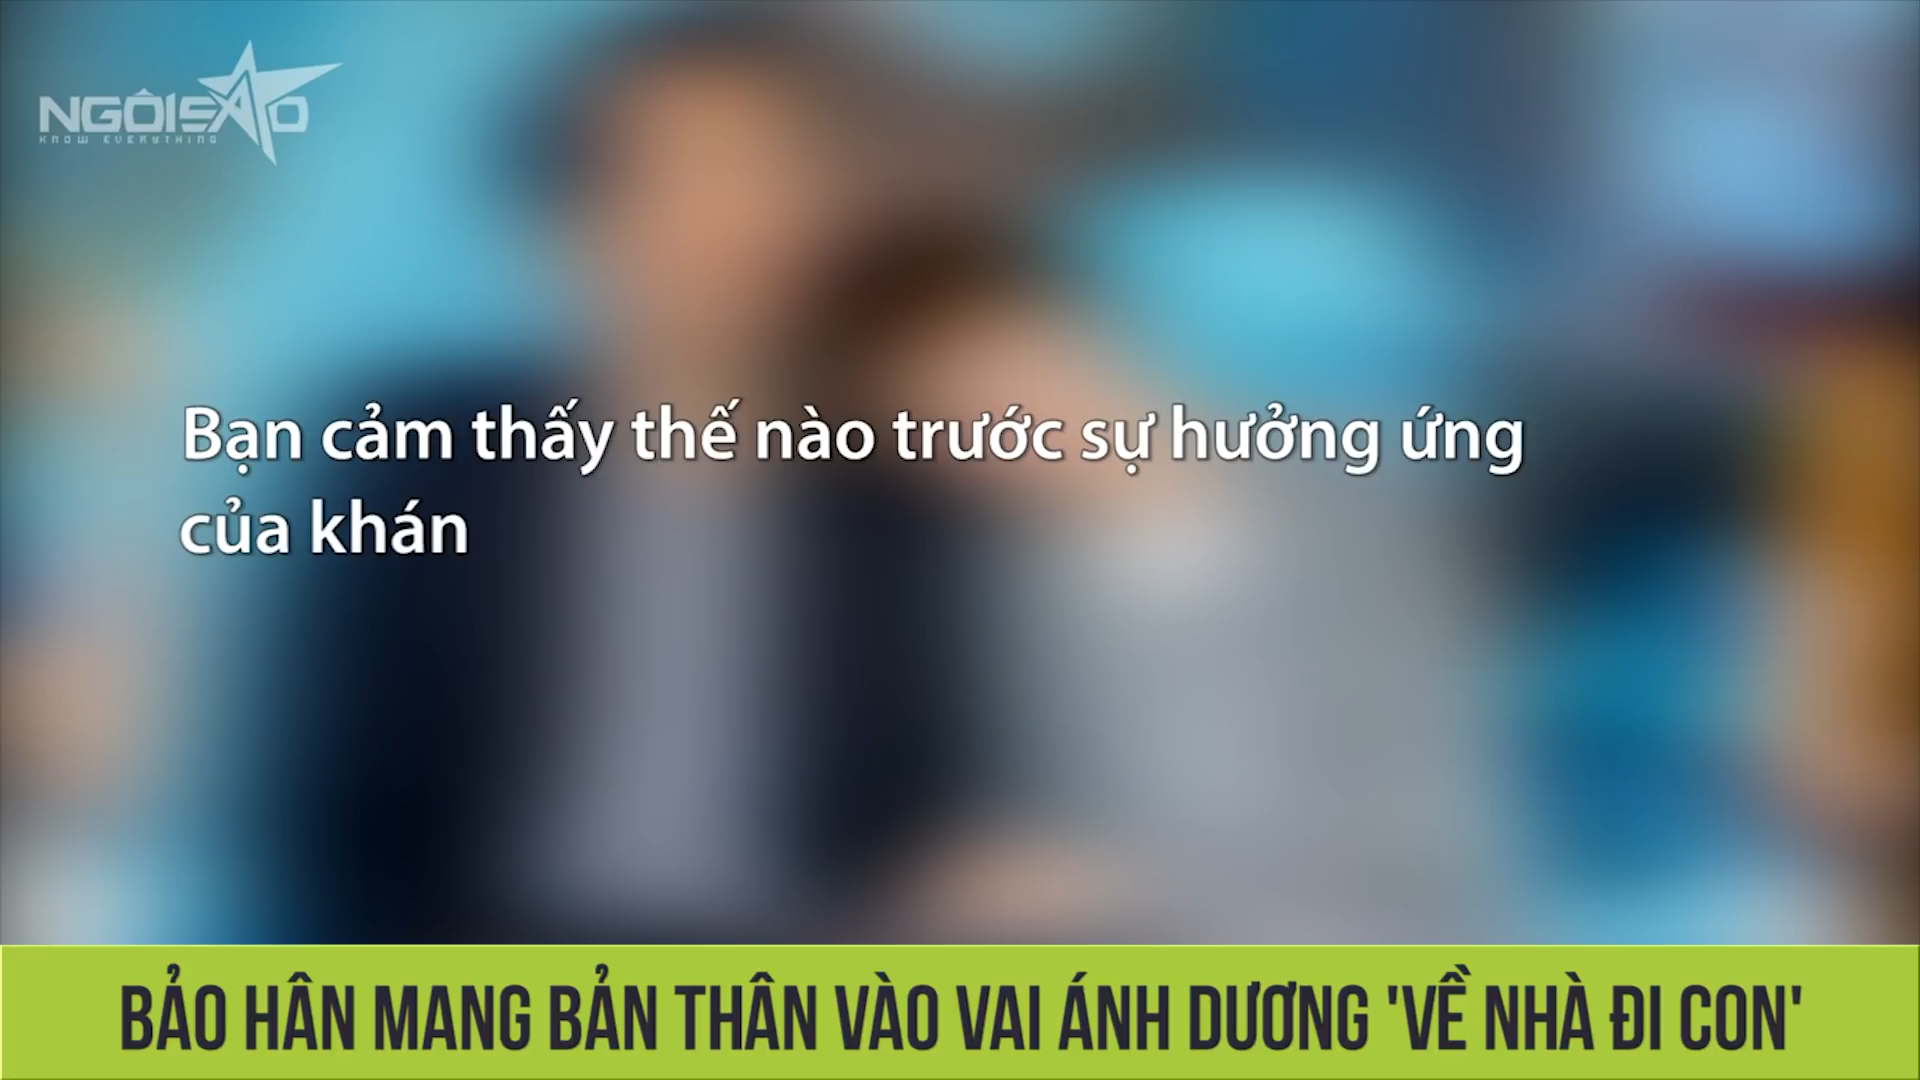 NGÔISAO
KNOW EVERYTHING
Bạn cảm thấy thế nào trước sự hưởng ứng
của khán
BẢO HÂN MANG BẢN THÂN VÀO VAI ÁNH DƯƠNG 'VỀ NHÀ ĐI CON'